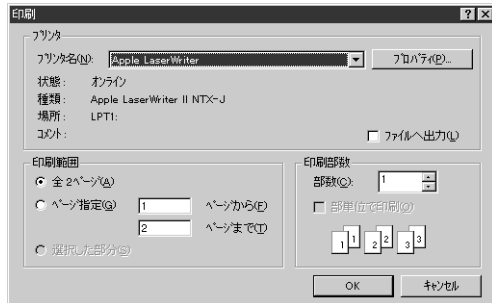 印刷
プリンタ
プリンタ名(N): Apple LaserWriter プロパティ(P)...
状態: オンライン
種類: Apple LaserWriter II NTX-J
場所: LPT1:
コメント: ファイルへ出力(L)
印刷範囲
全 2ページ(A)
ページ指定(G) 1 ページから(F)
2 ページまで(T)
選択した部分(S)
印刷部数
部数(C): 1
部単位で印刷(O)
1 1 2 2 3 3
OK キャンセル